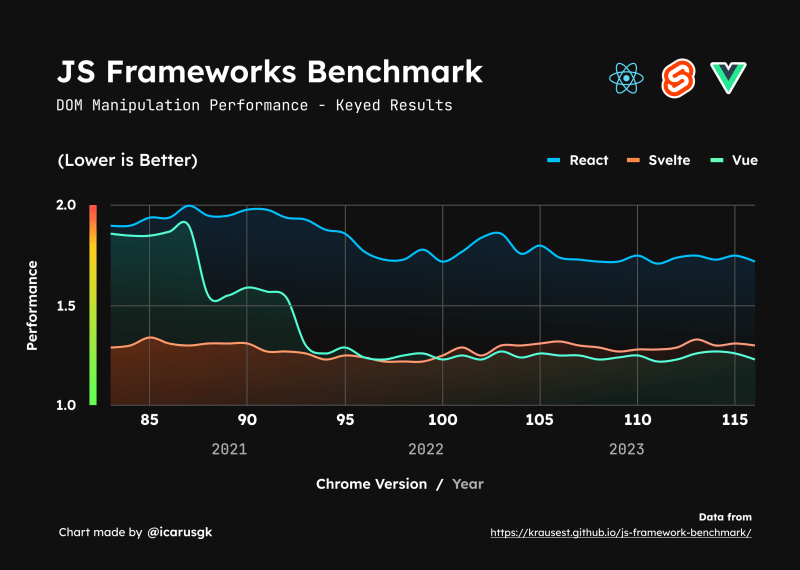 JS Frameworks Benchmark
DOM Manipulation Performance - Keyed Results
(Lower is Better)
React Svelte Vue
2.0
1.5
1.0
Performance
85 90 95 100 105 110 115
2021 2022 2023
Chrome Version / Year
Data from
Chart made by @icarusgk
https://krausest.github.io/js-framework-benchmark/